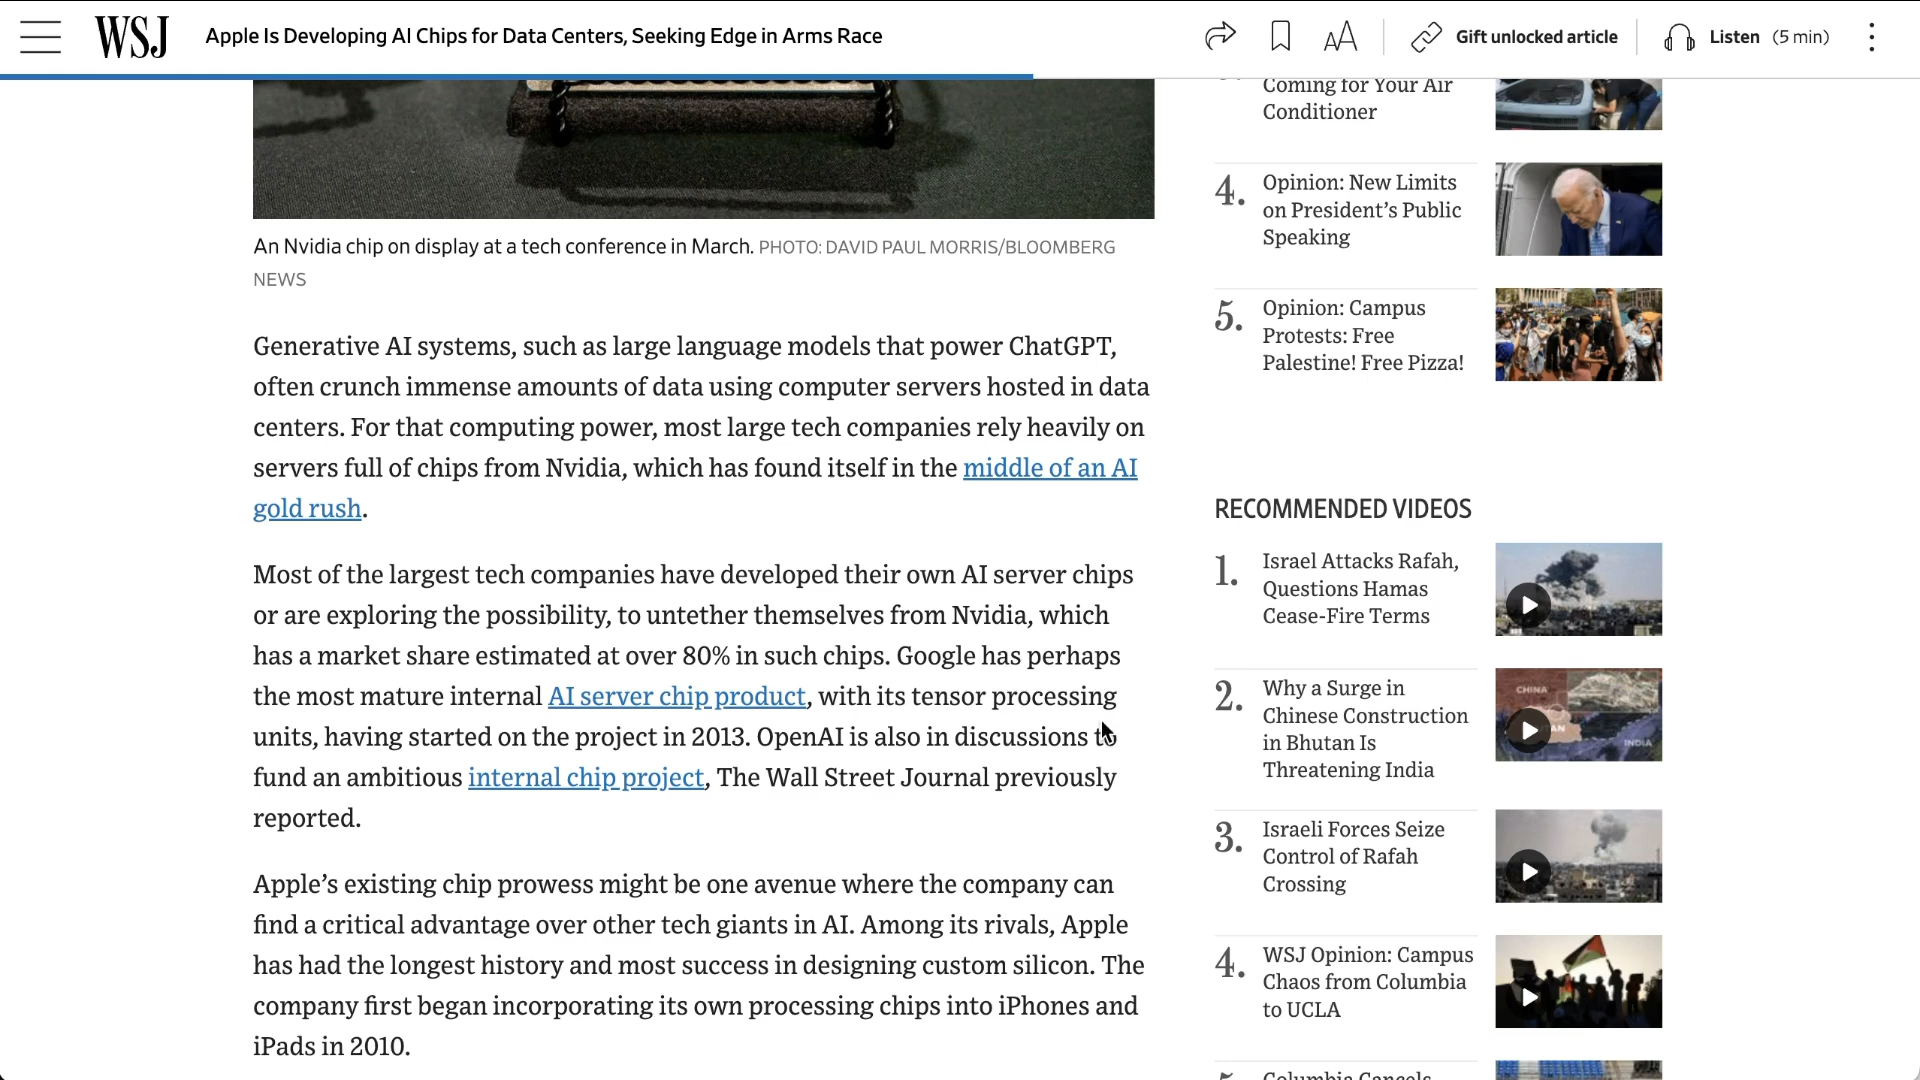 WSJ
Apple Is Developing AI Chips for Data Centers, Seeking Edge in Arms Race
AA
Gift unlocked article
Listen (5 min)
An Nvidia chip on display at a tech conference in March. PHOTO: DAVID PAUL MORRIS/BLOOMBERG
NEWS
Generative AI systems, such as large language models that power ChatGPT,
often crunch immense amounts of data using computer servers hosted in data
centers. For that computing power, most large tech companies rely heavily on
servers full of chips from Nvidia, which has found itself in the middle of an AI
gold rush.
Most of the largest tech companies have developed their own AI server chips
or are exploring the possibility, to untether themselves from Nvidia, which
has a market share estimated at over 80% in such chips. Google has perhaps
the most mature internal AI server chip product, with its tensor processing
units, having started on the project in 2013. OpenAI is also in discussions to
fund an ambitious internal chip project, The Wall Street Journal previously
reported.
Apple’s existing chip prowess might be one avenue where the company can
find a critical advantage over other tech giants in AI. Among its rivals, Apple
has had the longest history and most success in designing custom silicon. The
company first began incorporating its own processing chips into iPhones and
iPads in 2010.
Coming for Your Air
Conditioner
4. Opinion: New Limits
on President’s Public
Speaking
5. Opinion: Campus
Protests: Free
Palestine! Free Pizza!
RECOMMENDED VIDEOS
1. Israel Attacks Rafah,
Questions Hamas
Cease-Fire Terms
2. Why a Surge in
Chinese Construction
in Bhutan Is
Threatening India
CHINA
INDIA
3. Israeli Forces Seize
Control of Rafah
Crossing
4. WSJ Opinion: Campus
Chaos from Columbia
to UCLA
Columbia Cancels